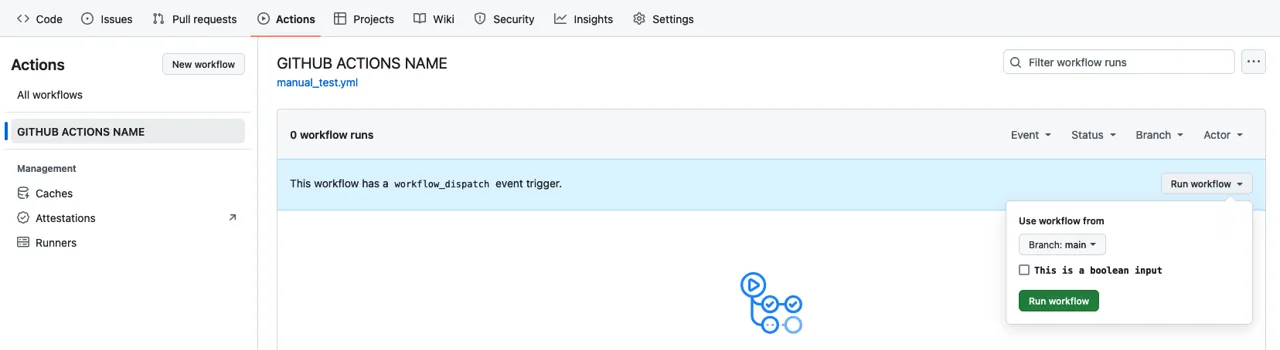 Code Issues Pull requests Actions Projects Wiki Security Insights Settings
Actions
New workflow
All workflows
GITHUB ACTIONS NAME
Management
Caches
Attestations
Runners
GITHUB ACTIONS NAME
manual_test.yml
Filter workflow runs
0 workflow runs
Event Status Branch Actor
This workflow has a workflow_dispatch event trigger.
Run workflow
Use workflow from
Branch: main
This is a boolean input
Run workflow